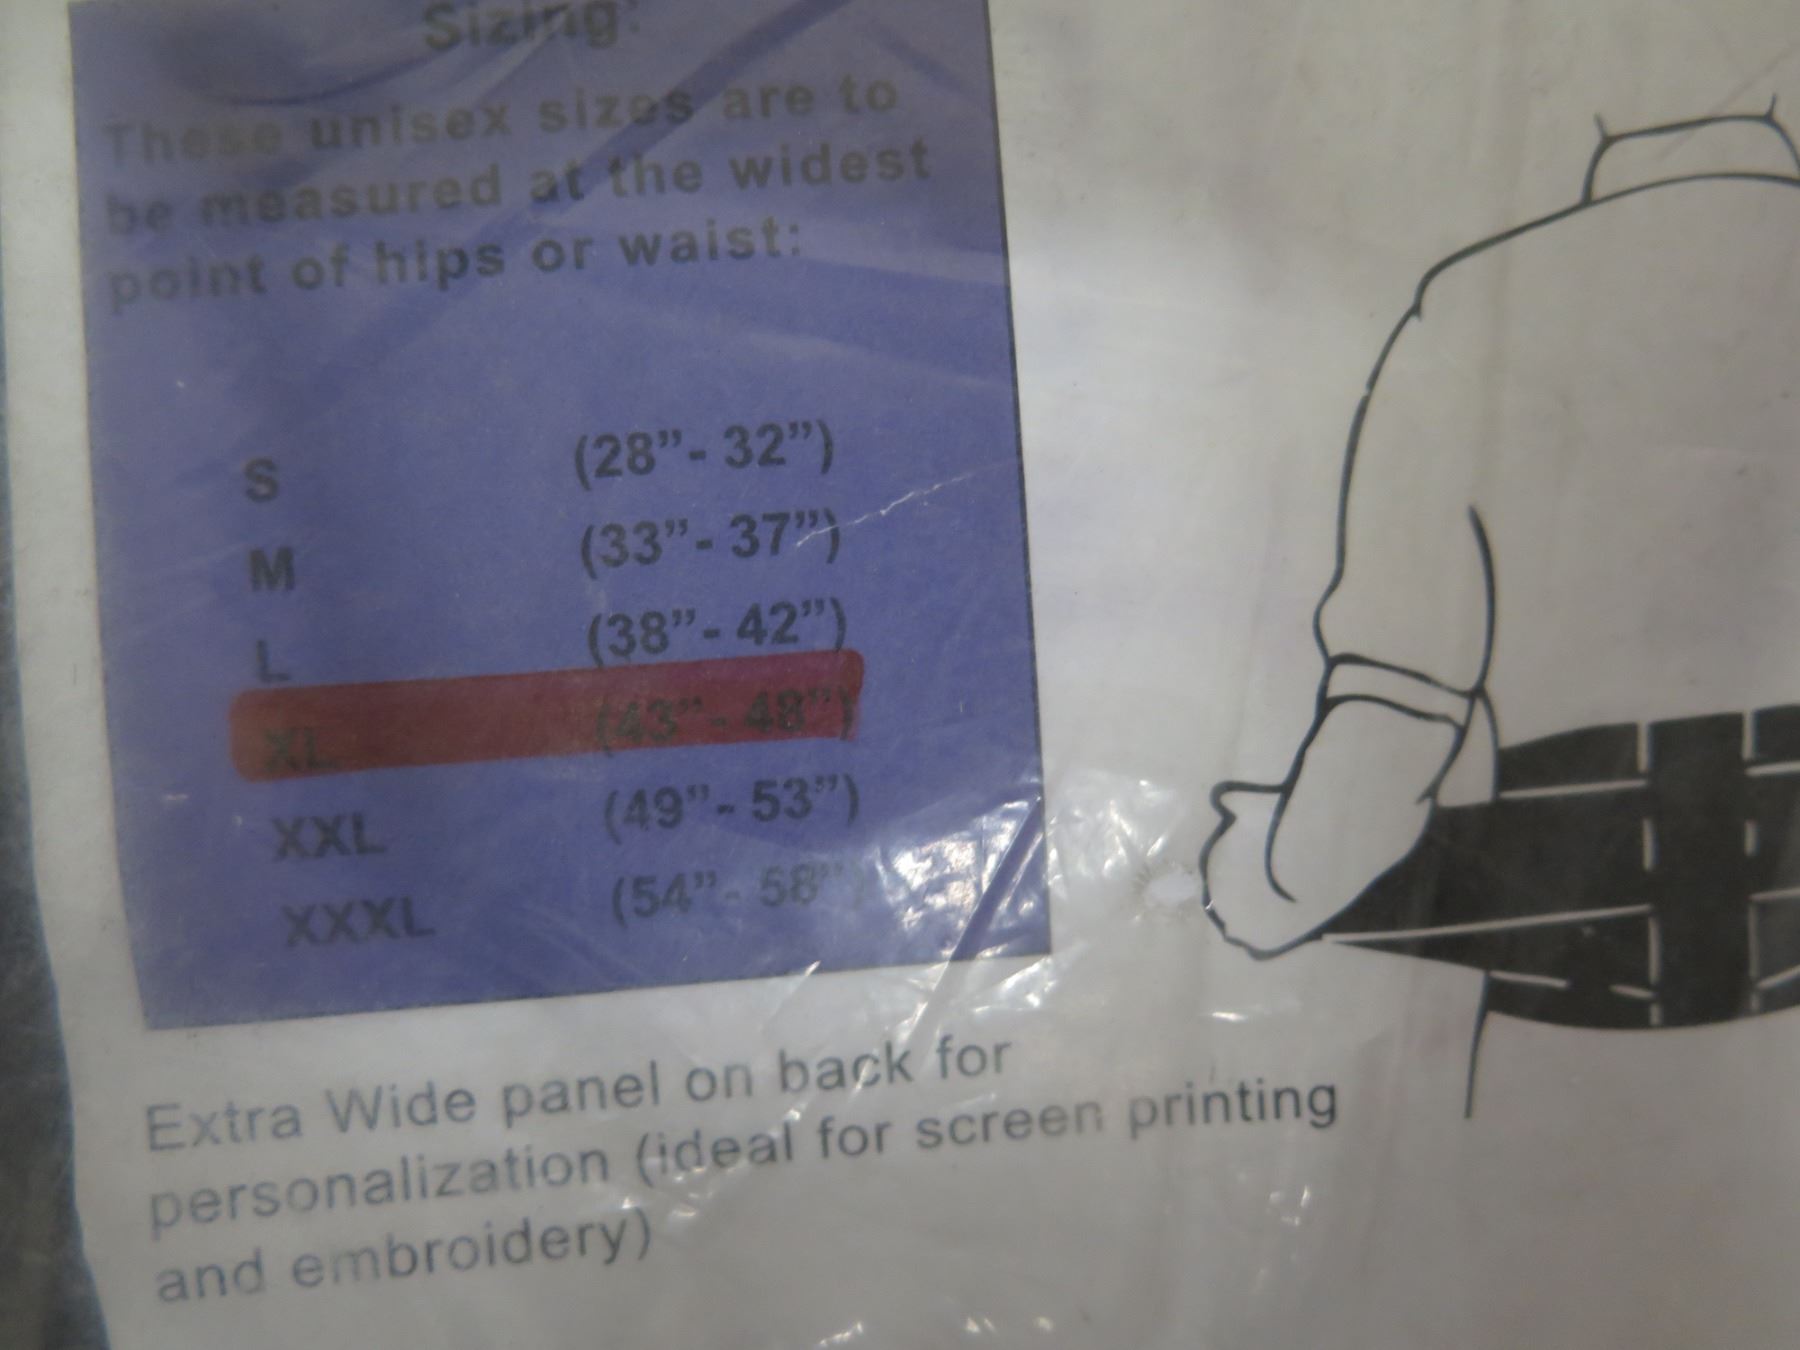 Sizing:
These unisex sizes are to
be measured at the widest
point of hips or waist:
S (28”- 32”)
M (33”- 37”)
L (38”- 42”)
XL (43”- 48”)
XXL (49”- 53”)
XXXL (54”- 58”)
Extra Wide panel on back for
personalization (ideal for screen printing
and embroidery)